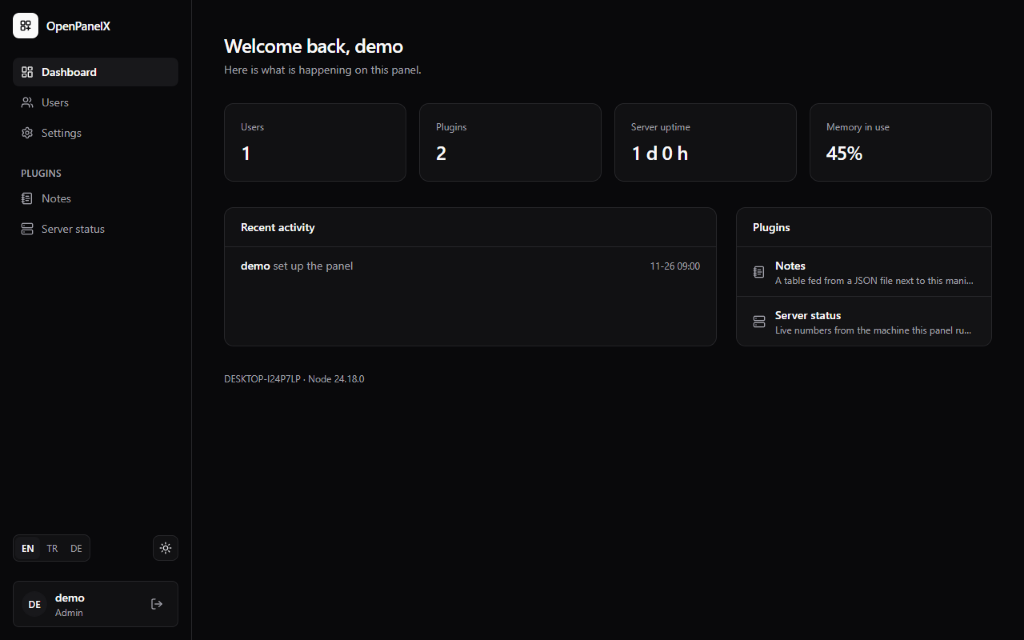 OpenPanelX
Dashboard
Users
Settings
PLUGINS
Notes
Server status
EN TR DE
DE
demo
Admin
Welcome back, demo
Here is what is happening on this panel.
Users
1
Plugins
2
Server uptime
1 d 0 h
Memory in use
45%
Recent activity
demo set up the panel 11-26 09:00
Plugins
Notes
A table fed from a JSON file next to this mani...
Server status
Live numbers from the machine this panel ru...
DESKTOP-I24P7LP · Node 24.18.0